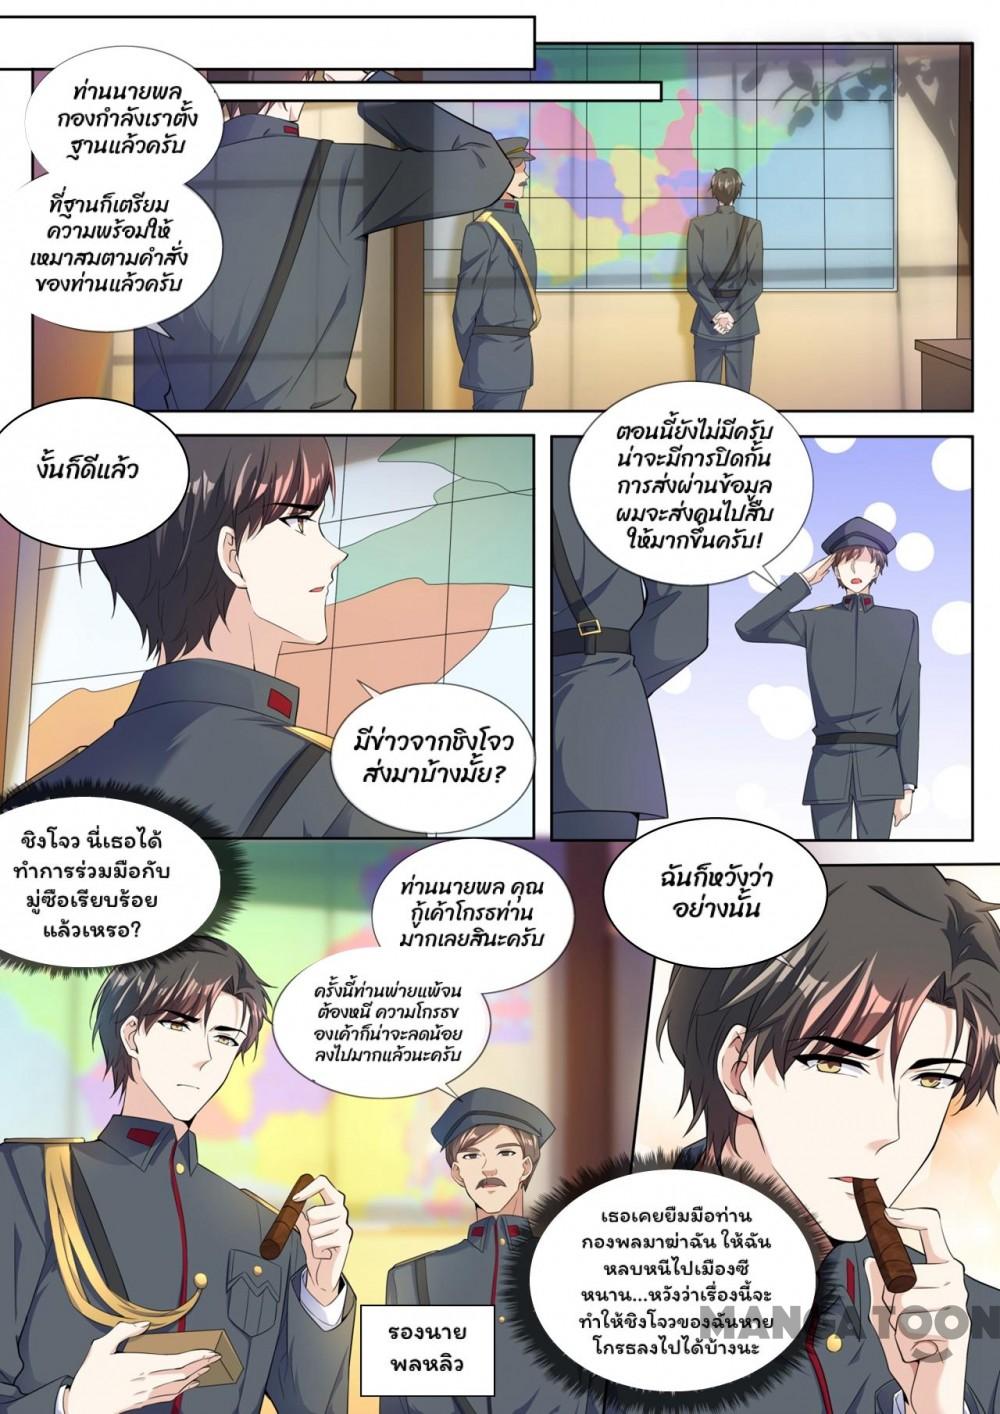 ท่านนายพล
กองกำลังเราตั้ง
ฐานแล้วครับ
ที่ฐานก็เตรียม
ความพร้อมให้
เหมาสมตามคำสั่ง
ของท่านแล้วครับ
งั้นก็ดีแล้ว
มีข่าวจากชิงโจว
ส่งมาบ้างมั้ย?
ตอนนี้ยังไม่มีครับ
น่าจะมีการปิดกั้น
การส่งผ่านข้อมูล
ผมจะส่งคนไปสืบ
ให้มากขึ้นครับ!
ชิงโจว นี่เธอได้
ทำการร่วมมือกับ
มู่ซือเรียบร้อย
แล้วเหรอ?
ท่านนายพล คุณ
กู้เค้าโกรธท่าน
มากเลยสินะครับ
ครั้งนี้ท่านพ่ายแพ้จน
ต้องหนี ความโกรธข
องเค้าก็น่าจะลดน้อย
ลงไปมากแล้วนะครับ
รองนาย
พลหลิว
ฉันก็หวังว่า
อย่างนั้น
เธอเคยยืมมือท่าน
กองพลมาฆ่าฉัน ให้ฉัน
หลบหนีไปเมืองซี
หนาน...หวังว่าเรื่องนี้จะ
ทำให้ชิงโจวของฉันหาย
โกรธลงไปได้บ้างนะ
MANGATOON